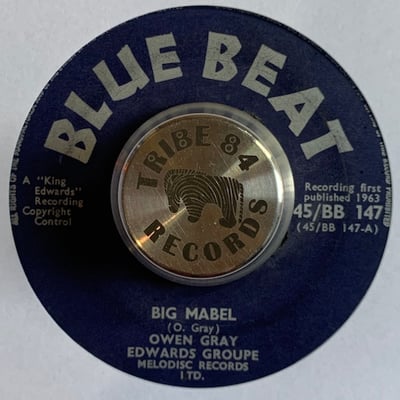 BLUE BEAT
TRIBE 84
RECORDS
A "King
Edwards"
Recording
Copyright
Control
Recording first
published 1963
45/BB 147
(45/BB 147-A)
BIG MABEL
(O. Gray)
OWEN GRAY
EDWARDS GROUPE
MELODISC RECORDS
LTD.